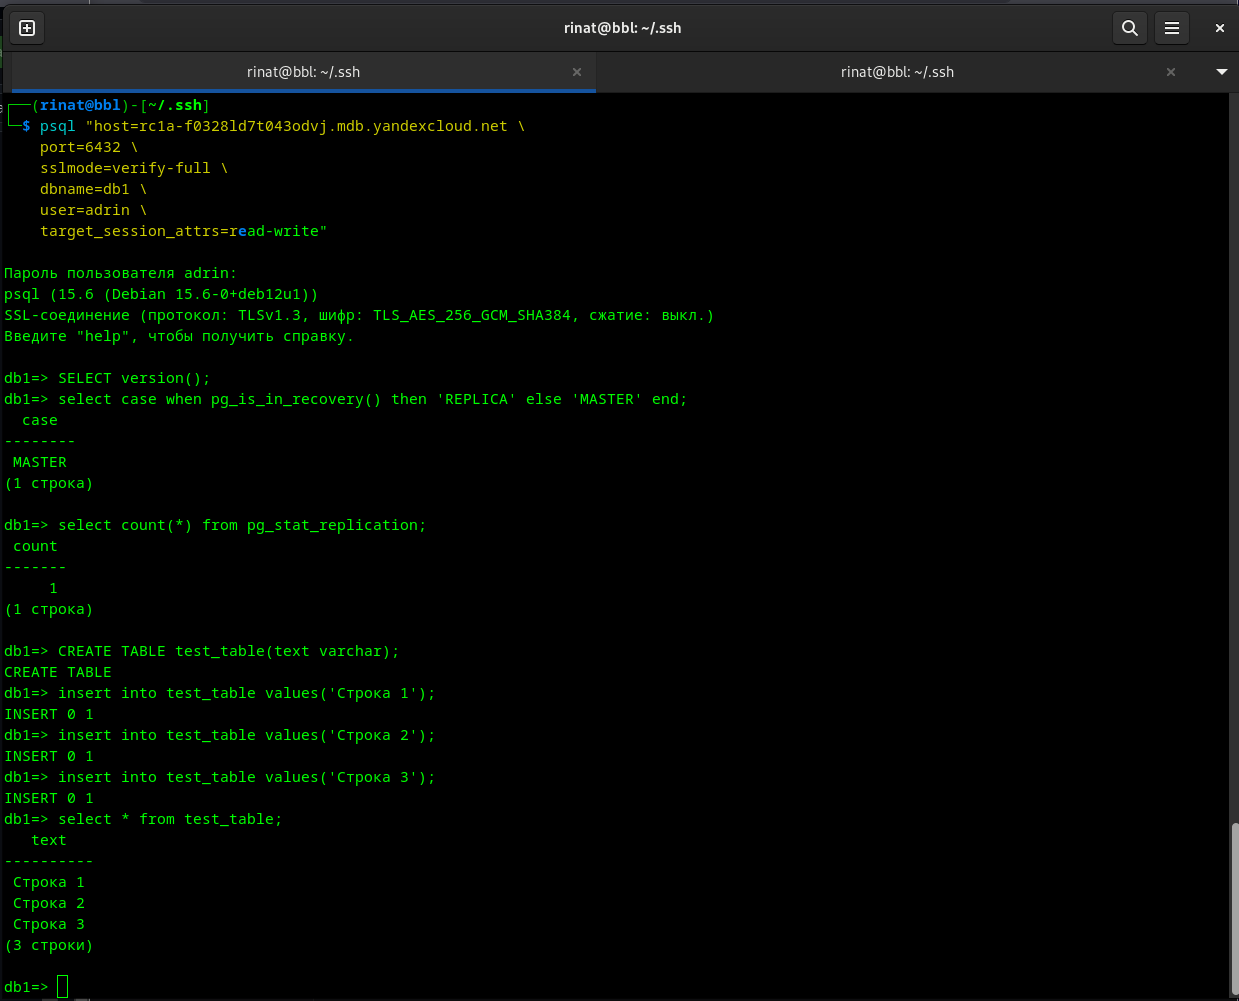 rinat@bbl: ~/.ssh
rinat@bbl: ~/.ssh
rinat@bbl: ~/.ssh
(rinat@bbl)-[~/.ssh]
$ psql "host=rc1a-f0328ld7t043odvj.mdb.yandexcloud.net \
port=6432 \
sslmode=verify-full \
dbname=db1 \
user=adrin \
target_session_attrs=read-write"
Пароль пользователя adrin:
psql (15.6 (Debian 15.6-0+deb12u1))
SSL-соединение (протокол: TLSv1.3, шифр: TLS_AES_256_GCM_SHA384, сжатие: выкл.)
Введите "help", чтобы получить справку.
db1=> SELECT version();
db1=> select case when pg_is_in_recovery() then 'REPLICA' else 'MASTER' end;
case
--------
MASTER
(1 строка)
db1=> select count(*) from pg_stat_replication;
count
-------
1
(1 строка)
db1=> CREATE TABLE test_table(text varchar);
CREATE TABLE
db1=> insert into test_table values('Строка 1');
INSERT 0 1
db1=> insert into test_table values('Строка 2');
INSERT 0 1
db1=> insert into test_table values('Строка 3');
INSERT 0 1
db1=> select * from test_table;
text
----------
Строка 1
Строка 2
Строка 3
(3 строки)
db1=>